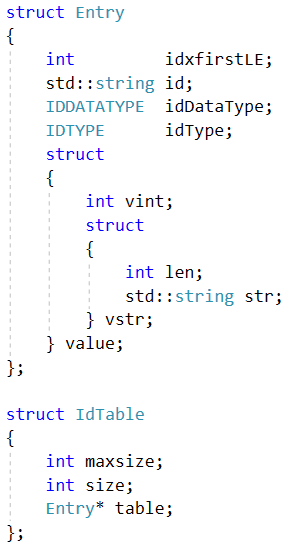 struct Entry
{
    int         idxfirstLE;
    std::string id;
    IDDATATYPE  idDataType;
    IDTYPE      idType;
    struct
    {
        int vint;
        struct
        {
            int len;
            std::string str;
        } vstr;
    } value;
};

struct IdTable
{
    int maxsize;
    int size;
    Entry* table;
};